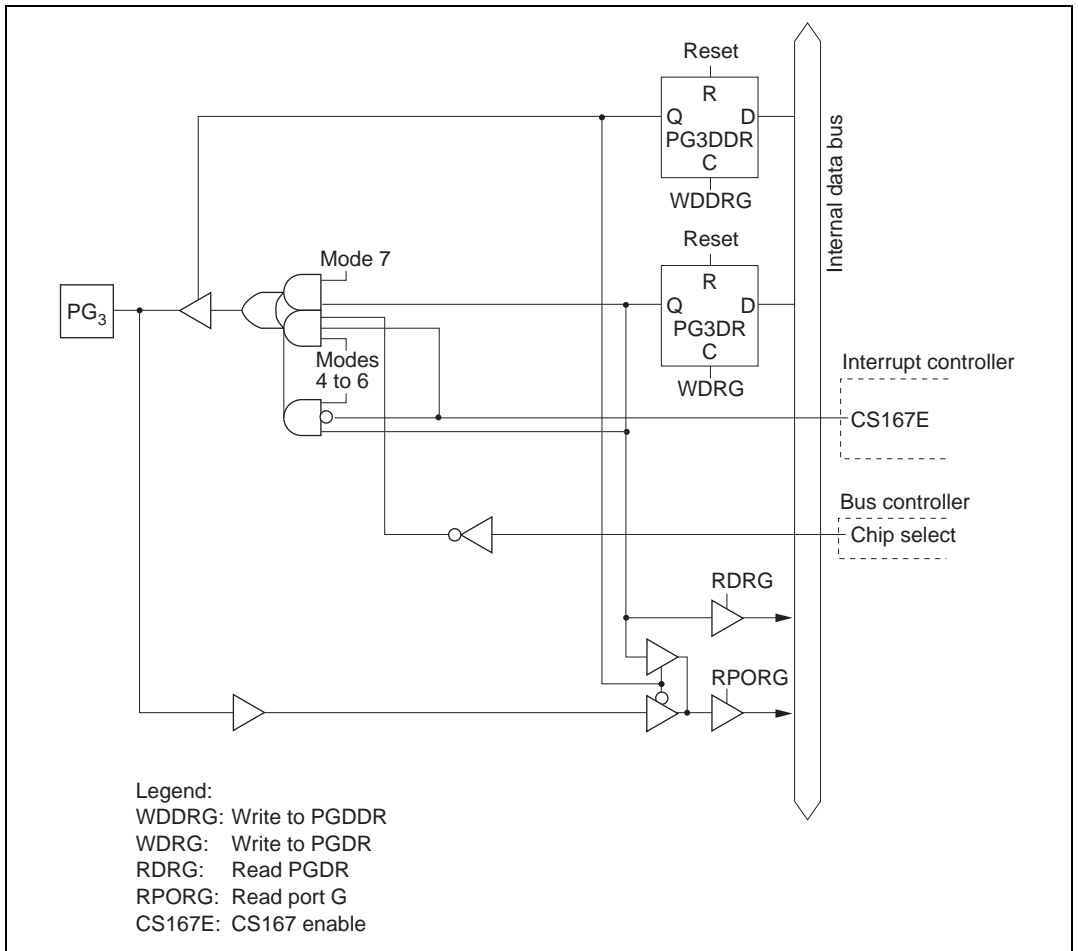 Reset
R
Q D
PG3DDR
C
WDDRG
Internal data bus
Reset
Mode 7
R
PG3
Q D
PG3DR
C
WDRG
Modes
4 to 6
Interrupt controller
CS167E
Bus controller
Chip select
RDRG
RPORG
Legend:
WDDRG: Write to PGDDR
WDRG: Write to PGDR
RDRG: Read PGDR
RPORG: Read port G
CS167E: CS167 enable